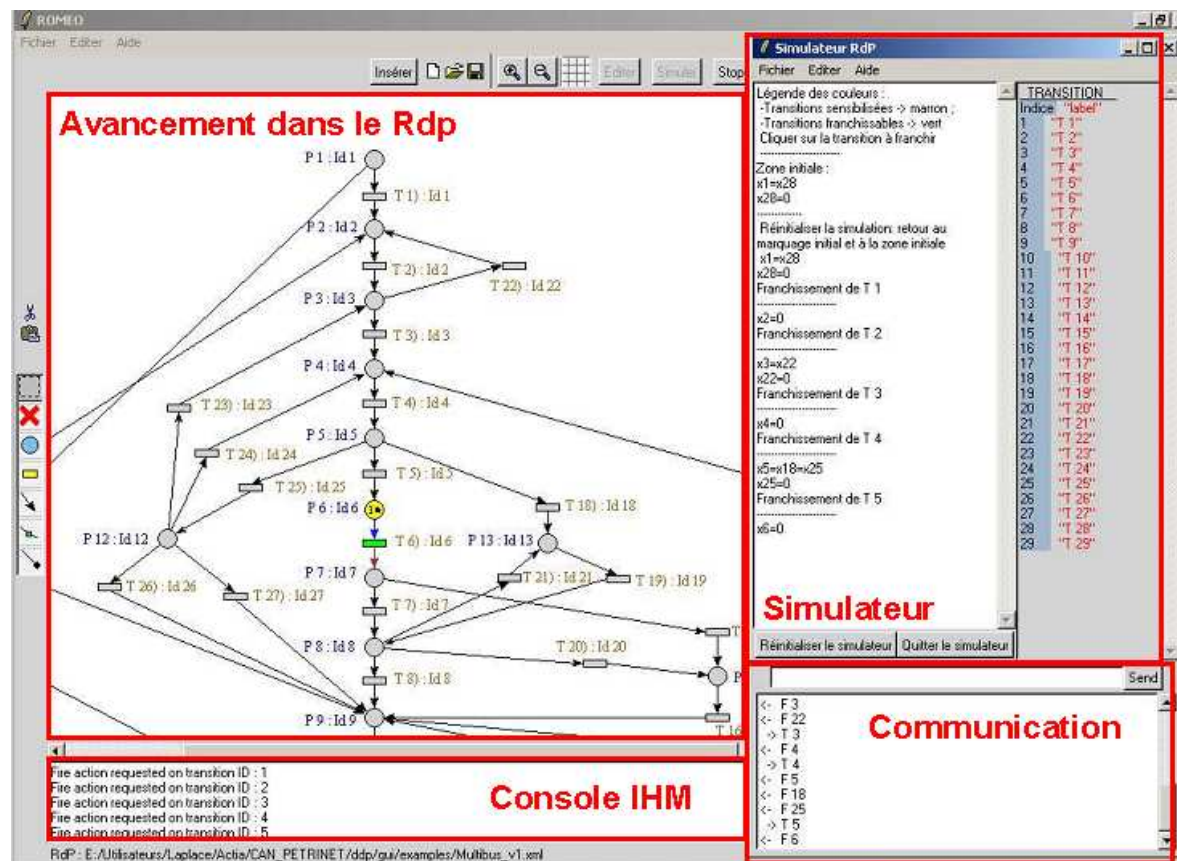 ROMEO
Fichier Editer Aide
Insérer
Editer
Simuler
Stop
Avancement dans le Rdp
P 1 : Id 1
T 1) : Id 1
P 2 : Id 2
T 2) : Id 2
T 22) : Id 22
P 3 : Id 3
T 3) : Id 3
P 4 : Id 4
T 23) : Id 23
T 4) : Id 4
P 5 : Id 5
T 24) : Id 24
T 5) : Id 5
T 25) : Id 25
P 6 : Id 6
T 18) : Id 18
P 12 : Id 12
T 6) : Id 6
P 13 : Id 13
P 7 : Id 7
T 26) : Id 26
T 27) : Id 27
T 21) : Id 21
T 19) : Id 19
T 7) : Id 7
P 8 : Id 8
T 20) : Id 20
T 8) : Id 8
P 9 : Id 9
T 16
Simulateur RdP
Fichier Editer Aide
Légende des couleurs :
-Transitions sensibilisées -> marron ;
-Transitions franchissables -> vert
Cliquer sur la transition à franchir
------------------------
Zone initiale :
x1=x28
x28=0
-------------
Réinitialiser la simulation: retour au
marquage initial et à la zone initiale
x1=x28
x28=0
Franchissement de T 1
------------------------
x2=0
Franchissement de T 2
------------------------
x3=x22
x22=0
Franchissement de T 3
------------------------
x4=0
Franchissement de T 4
------------------------
x5=x18=x25
x25=0
Franchissement de T 5
------------------------
x6=0
TRANSITION
Indice "label"
1 "T 1"
2 "T 2"
3 "T 3"
4 "T 4"
5 "T 5"
6 "T 6"
7 "T 7"
8 "T 8"
9 "T 9"
10 "T 10"
11 "T 11"
12 "T 12"
13 "T 13"
14 "T 14"
15 "T 15"
16 "T 16"
17 "T 17"
18 "T 18"
19 "T 19"
20 "T 20"
21 "T 21"
22 "T 22"
23 "T 23"
24 "T 24"
25 "T 25"
26 "T 26"
27 "T 27"
28 "T 28"
29 "T 29"
Simulateur
Réinitialiser le simulateur
Quitter le simulateur
Send
<- F 3
<- F 22
-> T 3
<- F 4
-> T 4
<- F 5
<- F 18
<- F 25
-> T 5
<- F 6
Communication
Fire action requested on transition ID : 1
Fire action requested on transition ID : 2
Fire action requested on transition ID : 3
Fire action requested on transition ID : 4
Fire action requested on transition ID : 5
Console IHM
RdP : E:/Utilisateurs/Laplace/Actia/CAN_PETRINET/ddp/gui/examples/Multibus_v1.xml